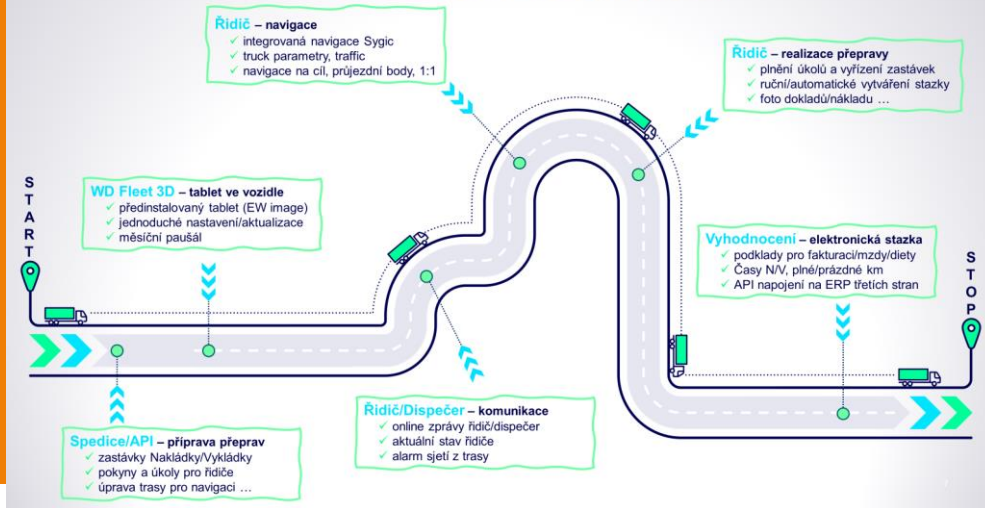 Řidič – navigace
✓ integrovaná navigace Sygic
✓ truck parametry, traffic
✓ navigace na cíl, průjezdní body, 1:1
Řidič – realizace přepravy
✓ plnění úkolů a vyřízení zastávek
✓ ruční/automatické vytváření stazky
✓ foto dokladů/nákladu ...
START
WD Fleet 3D – tablet ve vozidle
✓ předinstalovaný tablet (EW image)
✓ jednoduché nastavení/aktualizace
✓ měsíční paušál
Vyhodnocení – elektronická stazka
✓ podklady pro fakturaci/mzdy/diety
✓ Časy N/V, plné/prázdné km
✓ API napojení na ERP třetích stran
STOP
Spedice/API – příprava přeprav
✓ zastávky Nakládky/Vykládky
✓ pokyny a úkoly pro řidiče
✓ úprava trasy pro navigaci ...
Řidič/Dispečer – komunikace
✓ online zprávy řidič/dispečer
✓ aktuální stav řidiče
✓ alarm sjetí z trasy